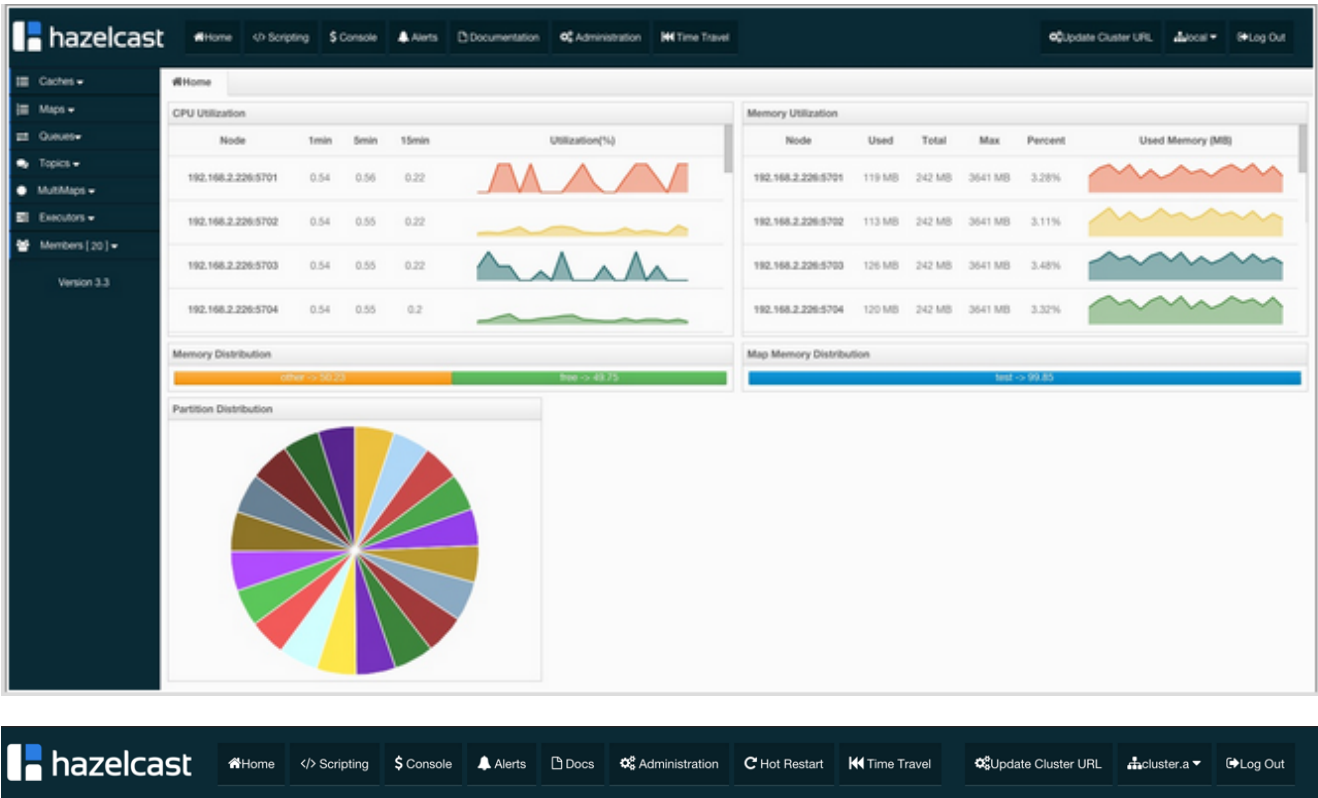 hazelcast Home </> Scripting $ Console Alerts Documentation Administration Time Travel Update Cluster URL local Log Out
Caches
Maps
Queues
Topics
MultiMaps
Executors
Members [ 20 ]
Version 3.3
Home
CPU Utilization
Node 1min 5min 15min Utilization(%)
192.168.2.226:5701 0.54 0.56 0.22
192.168.2.226:5702 0.54 0.55 0.22
192.168.2.226:5703 0.54 0.55 0.22
192.168.2.226:5704 0.54 0.55 0.2
Memory Utilization
Node Used Total Max Percent Used Memory (MB)
192.168.2.226:5701 119 MB 242 MB 3641 MB 3.28%
192.168.2.226:5702 113 MB 242 MB 3641 MB 3.11%
192.168.2.226:5703 126 MB 242 MB 3641 MB 3.48%
192.168.2.226:5704 120 MB 242 MB 3641 MB 3.32%
Memory Distribution
other -> 50.23 free -> 49.75
Map Memory Distribution
test -> 99.85
Partition Distribution
hazelcast Home </> Scripting $ Console Alerts Docs Administration Hot Restart Time Travel Update Cluster URL cluster.a Log Out